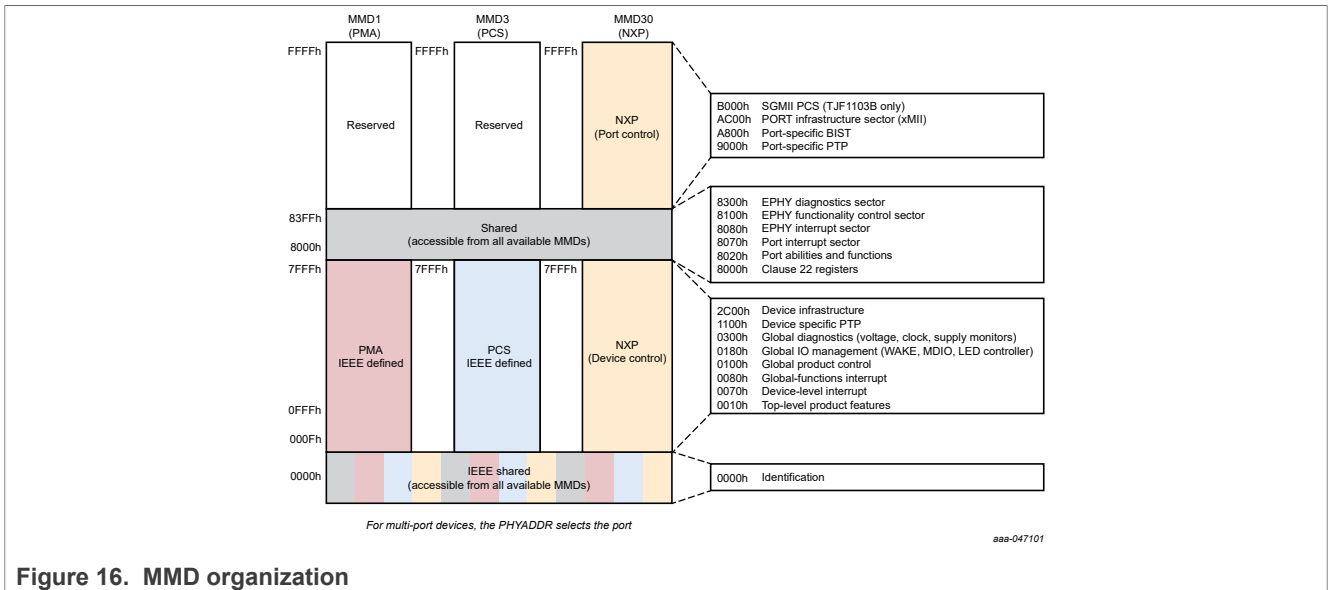 MMD1
(PMA)
MMD3
(PCS)
MMD30
(NXP)
FFFFh
FFFFh
FFFFh
Reserved
Reserved
NXP
(Port control)
B000h SGMII PCS (TJF1103B only)
AC00h PORT infrastructure sector (xMII)
A800h Port-specific BIST
9000h Port-specific PTP
83FFh
8000h
Shared
(accessible from all available MMDs)
8300h EPHY diagnostics sector
8100h EPHY functionality control sector
8080h EPHY interrupt sector
8070h Port interrupt sector
8020h Port abilities and functions
8000h Clause 22 registers
7FFFh
7FFFh
7FFFh
PMA
IEEE defined
PCS
IEEE defined
NXP
(Device control)
2C00h Device infrastructure
1100h Device specific PTP
0300h Global diagnostics (voltage, clock, supply monitors)
0180h Global IO management (WAKE, MDIO, LED controller)
0100h Global product control
0080h Global-functions interrupt
0070h Device-level interrupt
0010h Top-level product features
0FFFh
000Fh
0000h
IEEE shared
(accessible from all available MMDs)
0000h Identification
For multi-port devices, the PHYADDR selects the port
aaa-047101
Figure 16. MMD organization